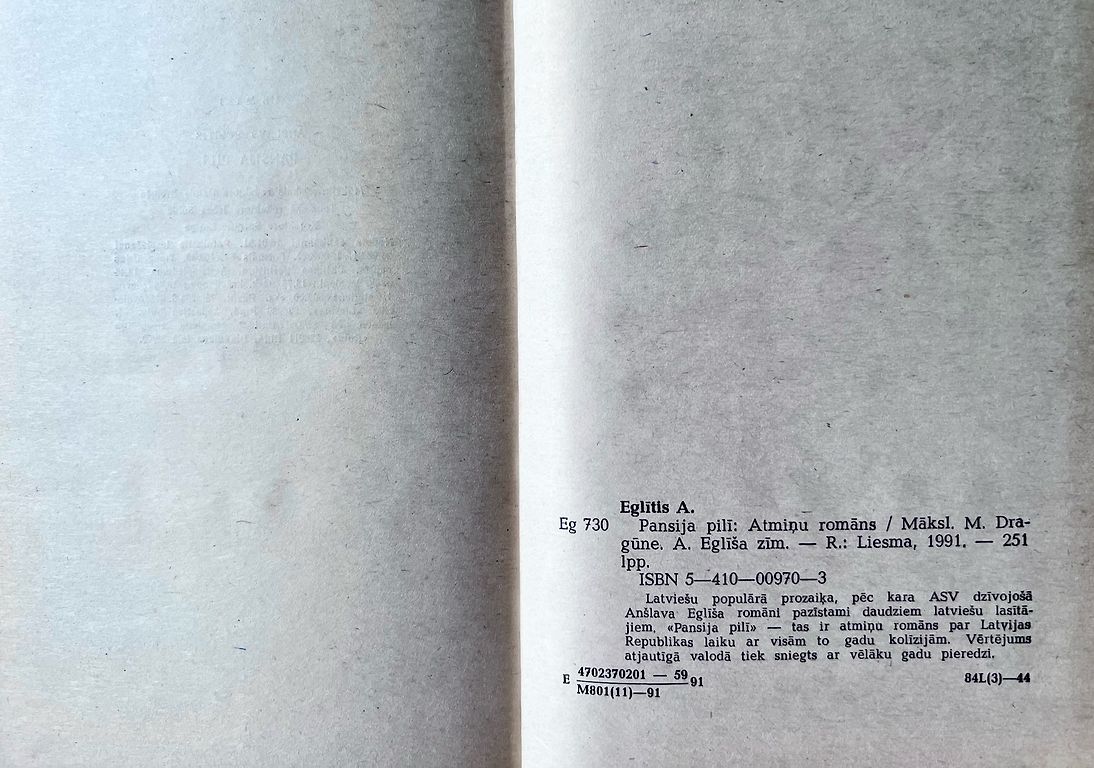 Eglītis A.
Eg 730 Pansija pilī: Atmiņu romāns / Māksl. M. Dra-
gūne. A. Eglīša zīm. — R.: Liesma, 1991. — 251
lpp.
ISBN 5—410—00970—3
Latviešu populārā prozaiķa, pēc kara ASV dzīvojošā
Anšlava Eglīša romāni pazīstami daudziem latviešu lasītā-
jiem. «Pansija pilī» — tas ir atmiņu romāns par Latvijas
Republikas laiku ar visām to gadu kolīzijām. Vērtējums
atjautīgā valodā tiek sniegts ar vēlāku gadu pieredzi.
E 4702370201 — 59 91
M801(11)—91
84L(3)—44